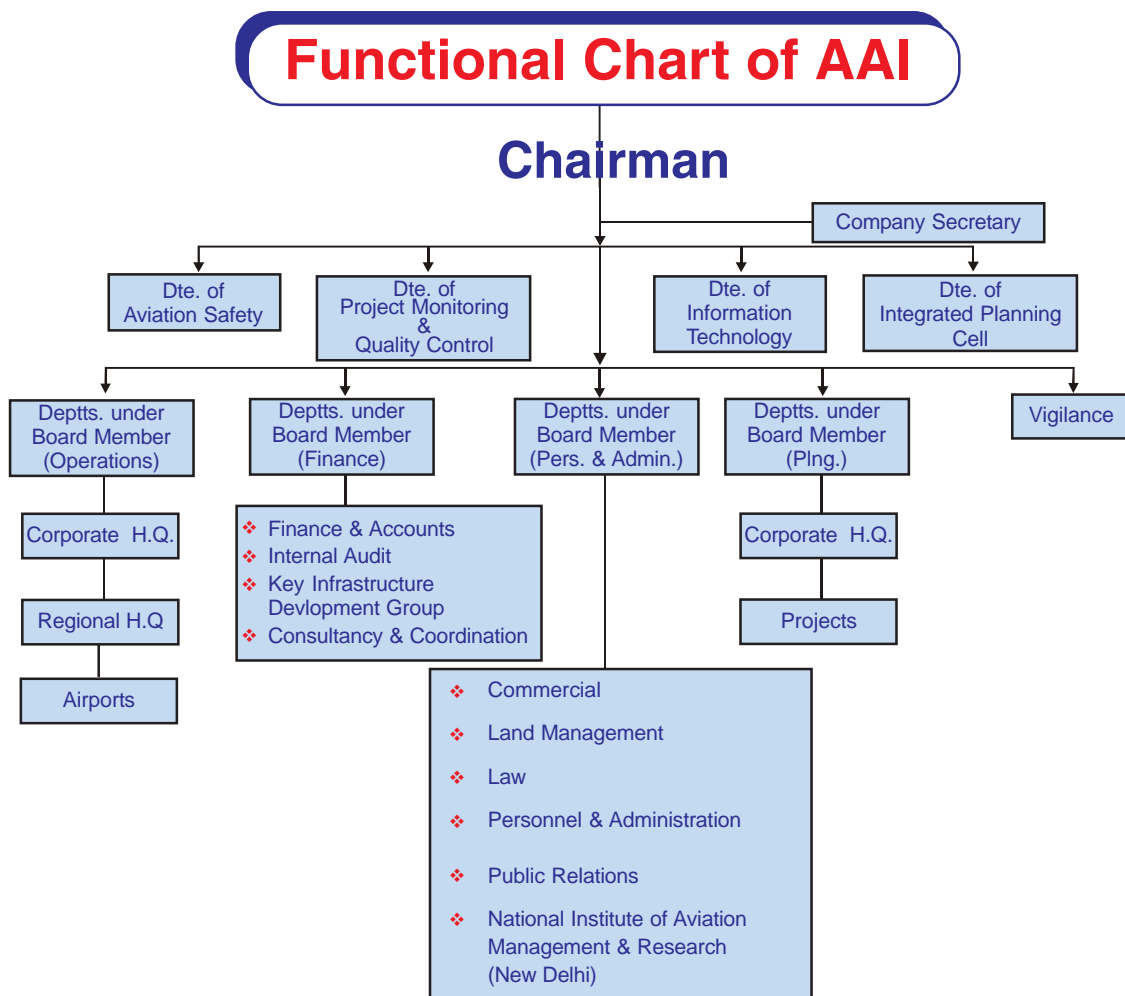 Functional Chart of AAI
Chairman
Company Secretary
Dte. of
Aviation Safety
Dte. of
Project Monitoring
&
Quality Control
Dte. of
Information
Technology
Dte. of
Integrated Planning
Cell
Deptts. under
Board Member
(Operations)
Deptts. under
Board Member
(Finance)
Deptts. under
Board Member
(Pers. & Admin.)
Deptts. under
Board Member
(Plng.)
Vigilance
Corporate H.Q.
Regional H.Q
Airports
Finance & Accounts
Internal Audit
Key Infrastructure
Devlopment Group
Consultancy & Coordination
Corporate H.Q.
Projects
Commercial
Land Management
Law
Personnel & Administration
Public Relations
National Institute of Aviation
Management & Research
(New Delhi)